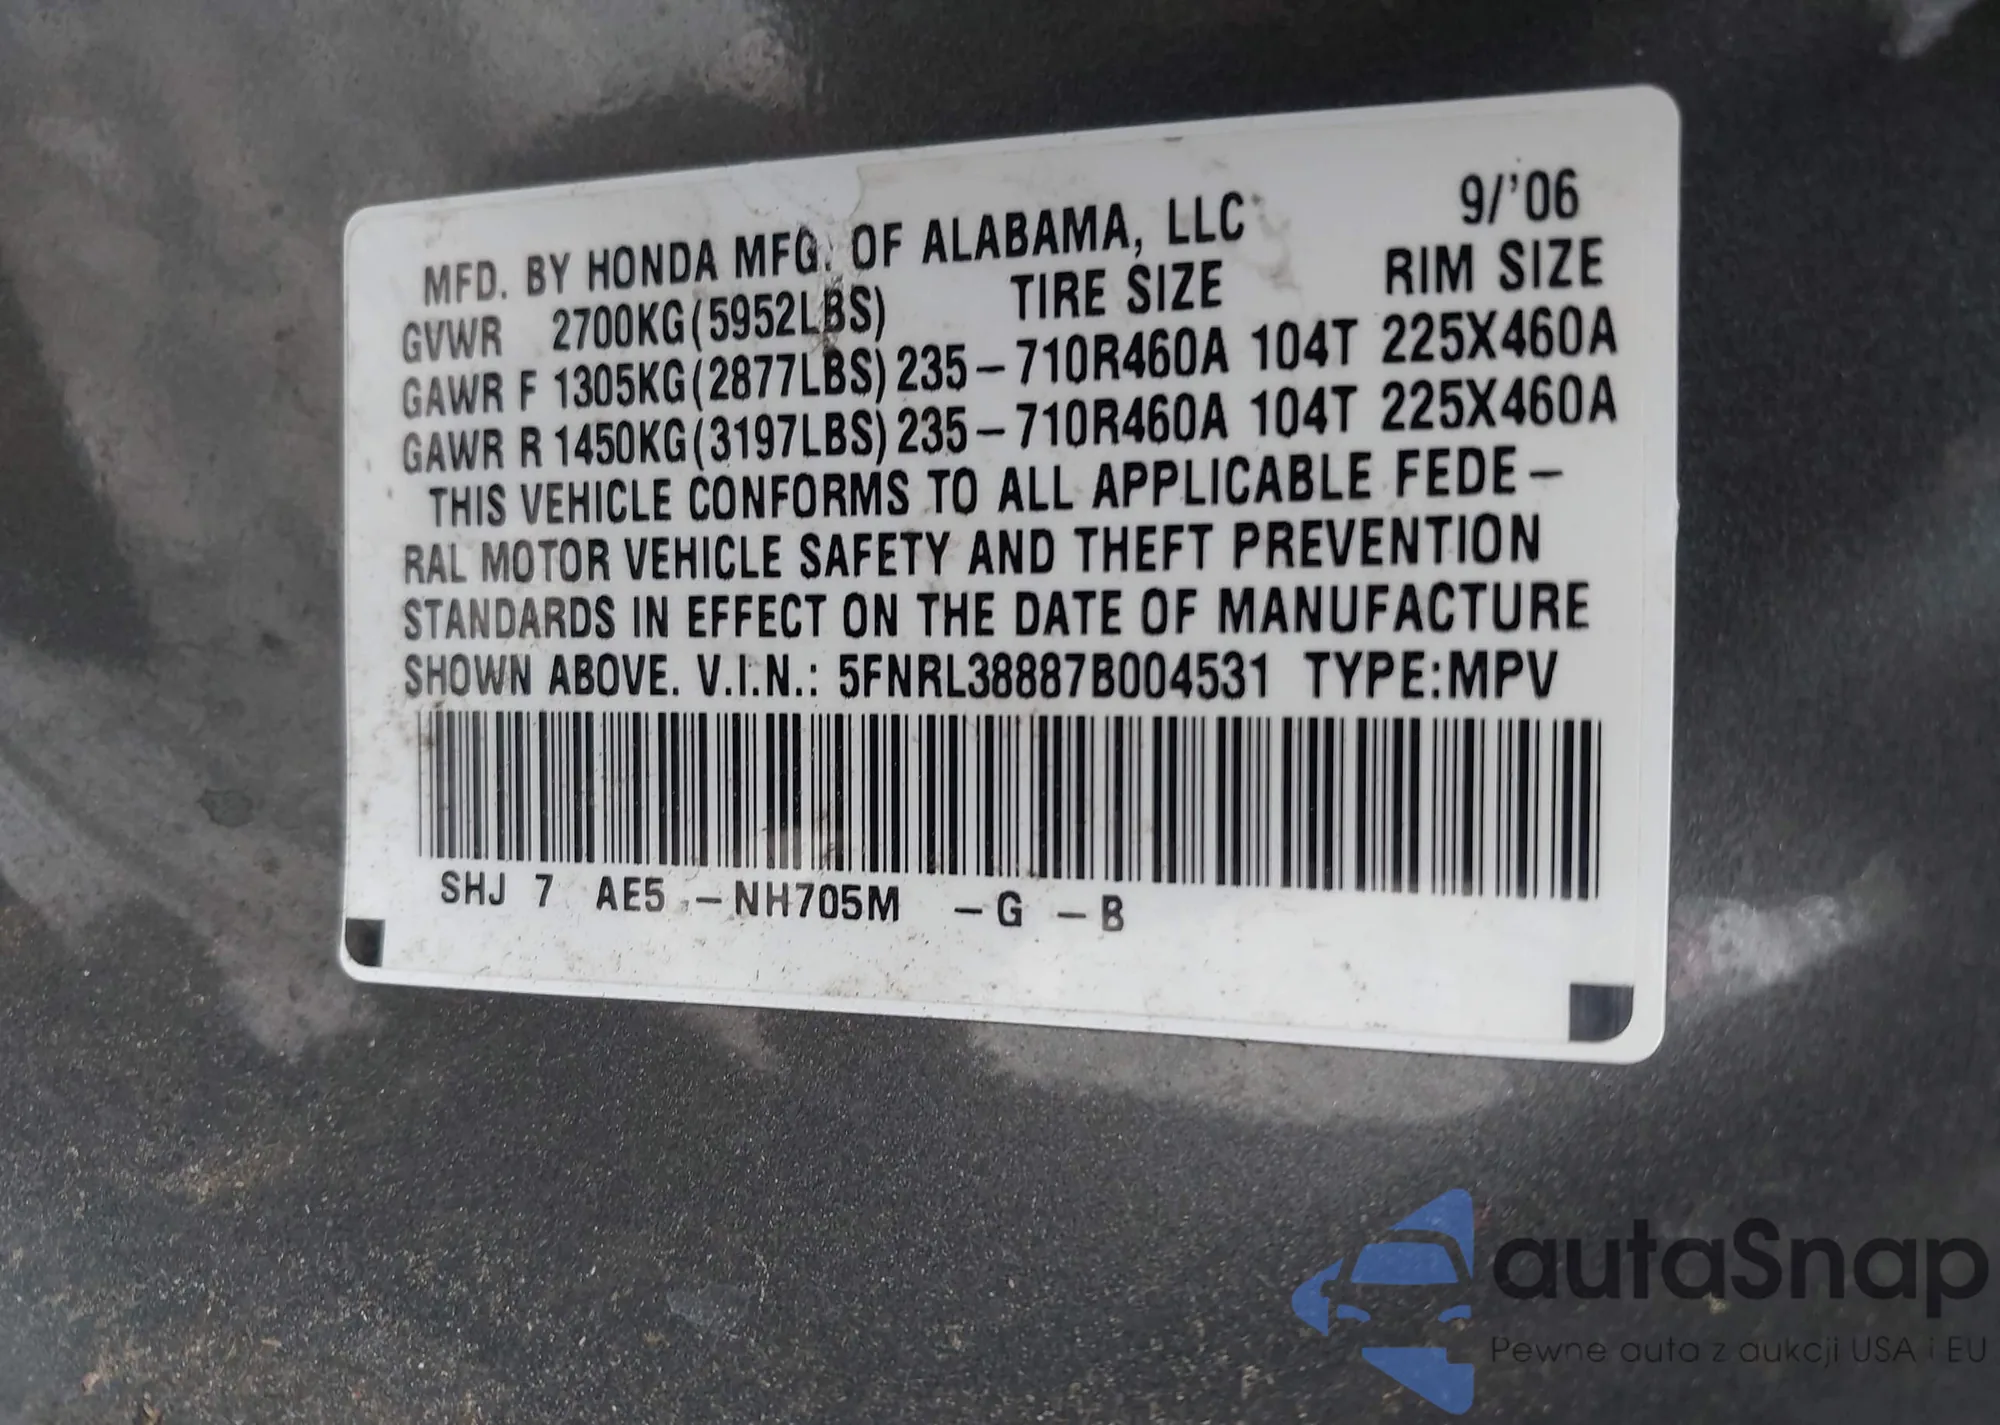 MFD. BY HONDA MFG. OF ALABAMA, LLC 9/'06
GVWR 2700KG(5952LBS) TIRE SIZE RIM SIZE
GAWR F 1305KG(2877LBS) 235-710R460A 104T 225X460A
GAWR R 1450KG(3197LBS) 235-710R460A 104T 225X460A
THIS VEHICLE CONFORMS TO ALL APPLICABLE FEDE-
RAL MOTOR VEHICLE SAFETY AND THEFT PREVENTION
STANDARDS IN EFFECT ON THE DATE OF MANUFACTURE
SHOWN ABOVE. V.I.N.: 5FNRL38887B004531 TYPE:MPV
SHJ 7 AE5 -NH705M -G -B
autaSnap
Pewne auta z aukcji USA i EU